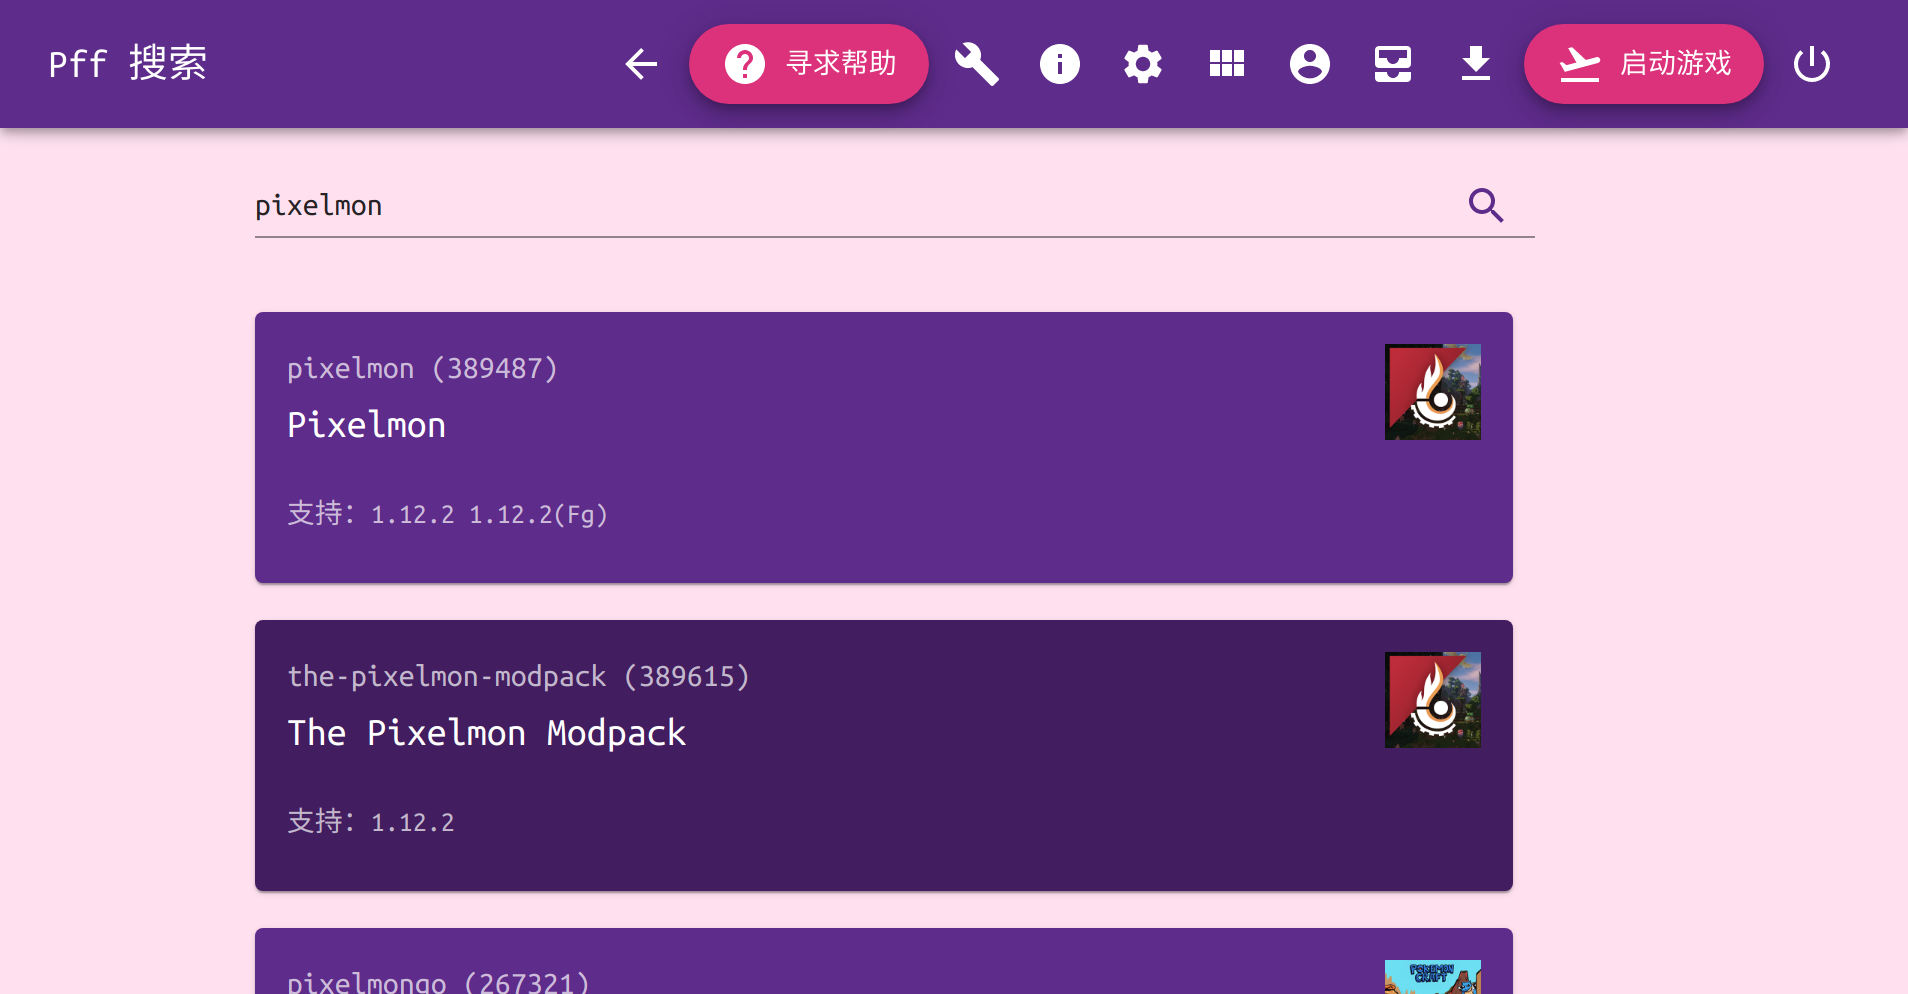 Pff 搜索
寻求帮助
启动游戏
pixelmon
pixelmon (389487)
Pixelmon
支持: 1.12.2 1.12.2(Fg)
the-pixelmon-modpack (389615)
The Pixelmon Modpack
支持: 1.12.2
pixelmongo (267321)